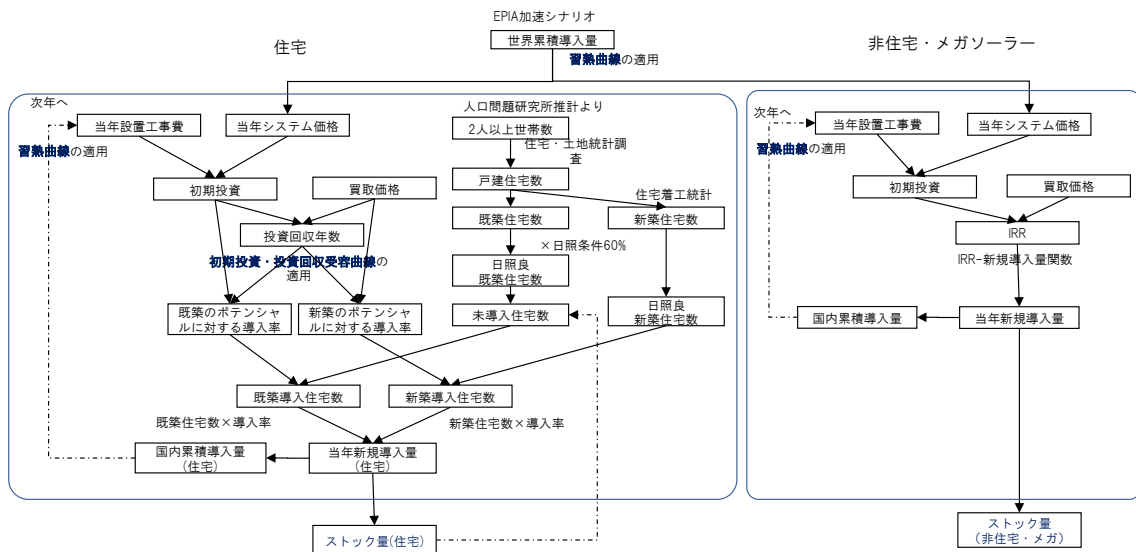 EPIA加速シナリオ
世界累積導入量
習熟曲線の適用
住宅
非住宅・メガソーラー
次年へ
当年設置工事費
当年システム価格
習熟曲線の適用
初期投資
買取価格
投資回収年数
初期投資・投資回収受容曲線の
適用
既築のポテンシャ
ルに対する導入率
新築のポテンシャ
ルに対する導入率
人口問題研究所推計より
2人以上世帯数
住宅・土地統計調
査
戸建住宅数
住宅着工統計
既築住宅数
新築住宅数
×日照条件60%
日照良
既築住宅数
未導入住宅数
日照良
新築住宅数
既築導入住宅数
新築導入住宅数
既築住宅数×導入率
新築住宅数×導入率
国内累積導入量
(住宅)
当年新規導入量
(住宅)
ストック量(住宅)
次年へ
当年設置工事費
当年システム価格
習熟曲線の適用
初期投資
買取価格
IRR
IRR-新規導入量関数
国内累積導入量
当年新規導入量
ストック量
（非住宅・メガ）